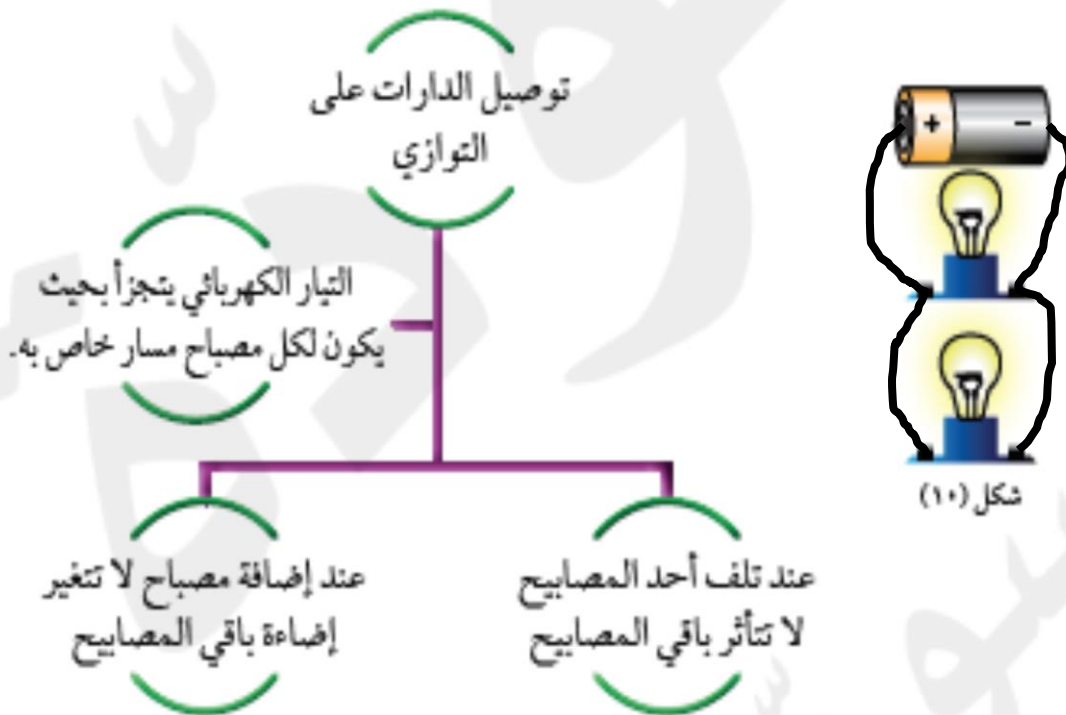 توصيل الدارات على
التوازي
التيار الكهربائي يتجزأ بحيث
يكون لكل مصباح مسار خاص به.
عند تلف أحد المصابيح
لا تتأثر باقي المصابيح
عند إضافة مصباح لا تتغير
إضاءة باقي المصابيح
+ −
شكل (١٠)